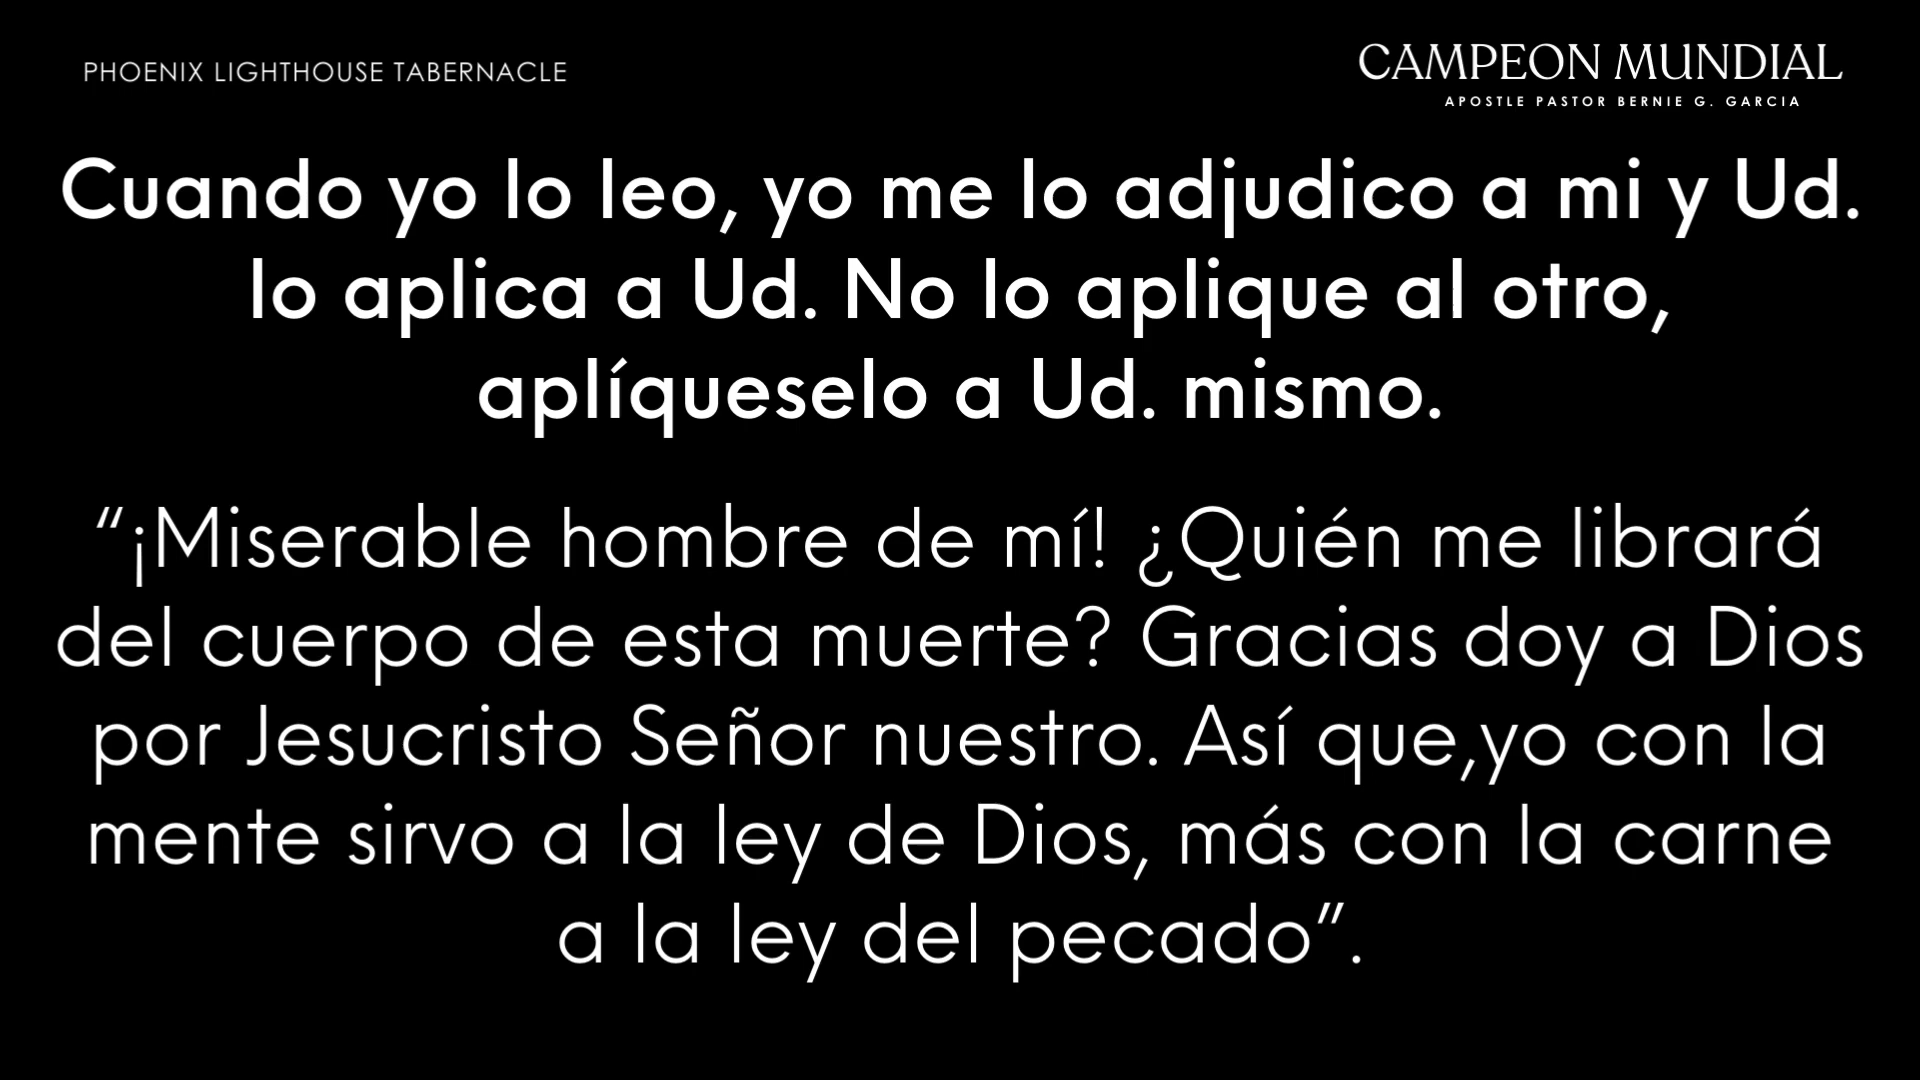 PHOENIX LIGHTHOUSE TABERNACLE
CAMPEON MUNDIAL
APOSTLE PASTOR BERNIE G. GARCIA
Cuando yo lo leo, yo me lo adjudico a mi y Ud.
lo aplica a Ud. No lo aplique al otro,
aplíqueselo a Ud. mismo.
“¡Miserable hombre de mí! ¿Quién me librará
del cuerpo de esta muerte? Gracias doy a Dios
por Jesucristo Señor nuestro. Así que,yo con la
mente sirvo a la ley de Dios, más con la carne
a la ley del pecado”.